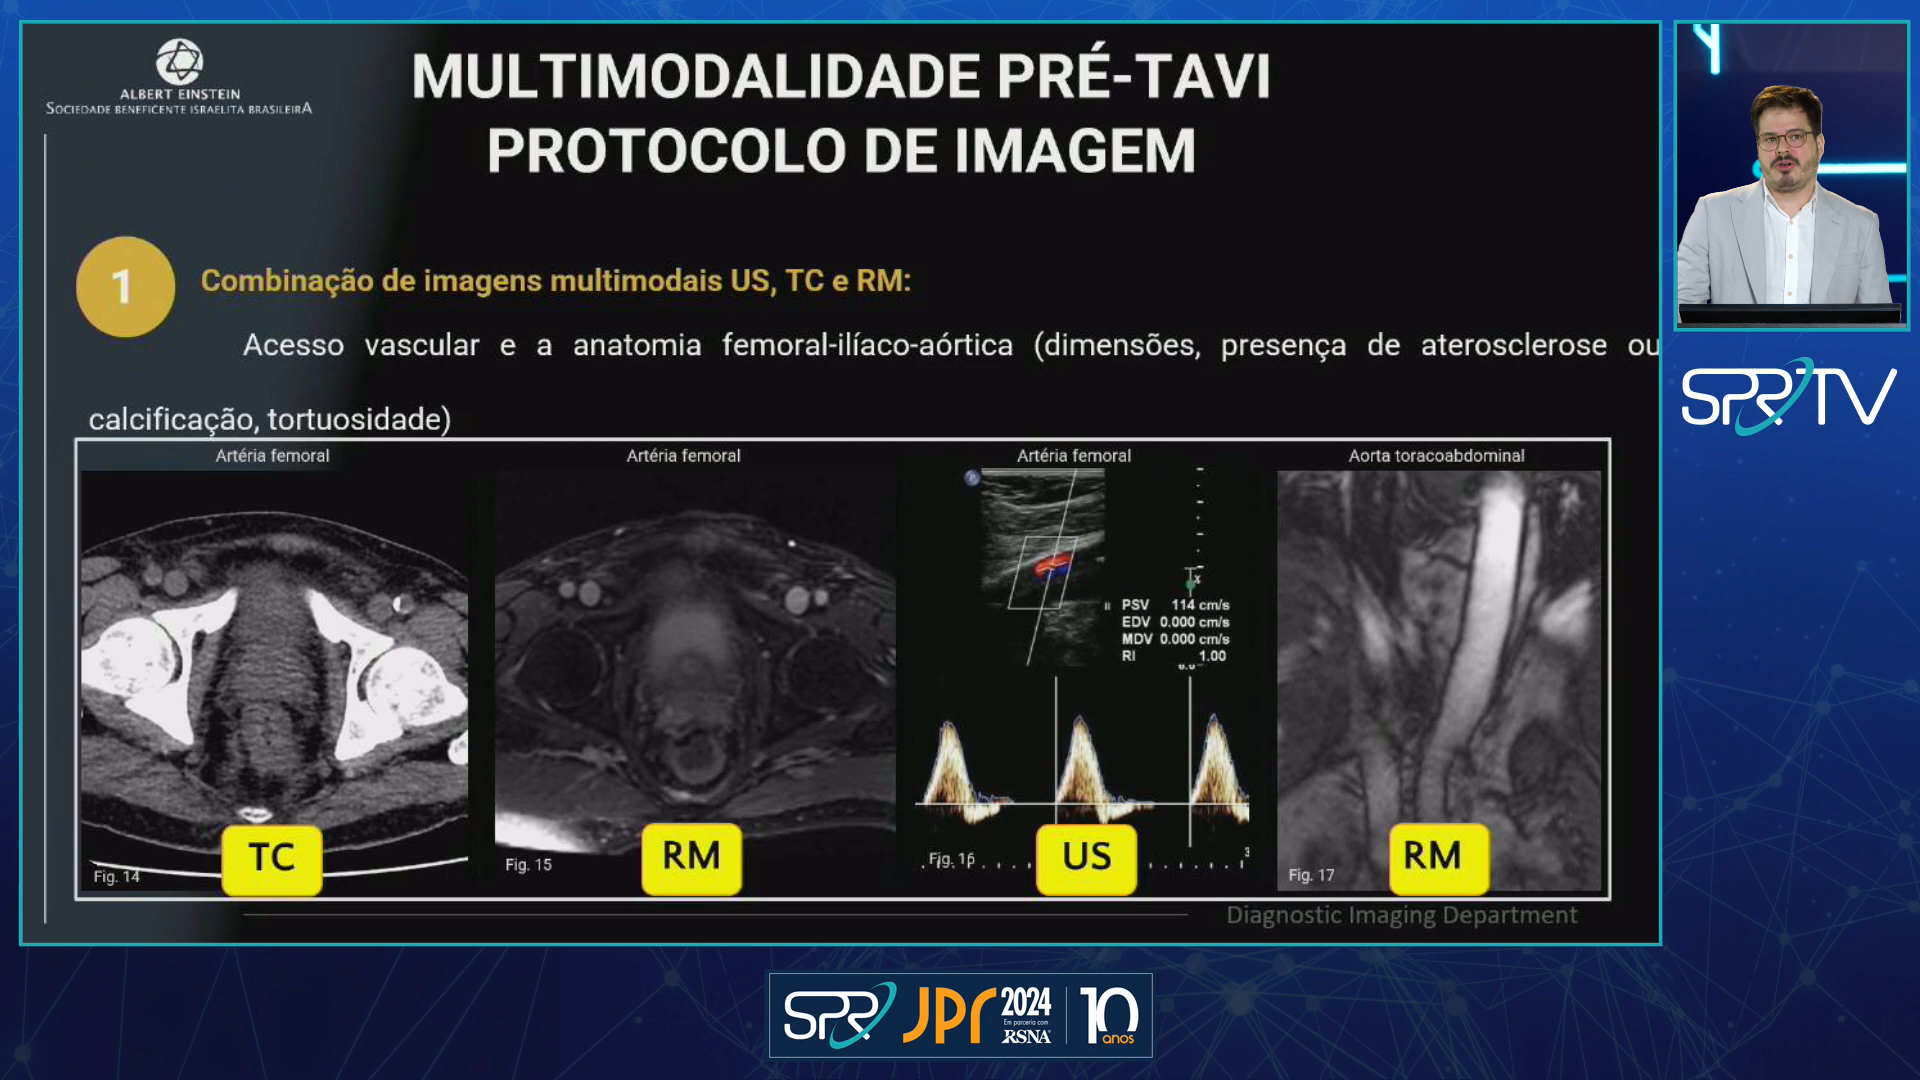 ALBERT EINSTEIN
SOCIEDADE BENEFICENTE ISRAELITA BRASILEIRA
MULTIMODALIDADE PRÉ-TAVI
PROTOCOLO DE IMAGEM
1
Combinação de imagens multimodais US, TC e RM:
Acesso vascular e a anatomia femoral-ilíaco-aórtica (dimensões, presença de aterosclerose ou
calcificação, tortuosidade)
Artéria femoral
Artéria femoral
Artéria femoral
Aorta toracoabdominal
PSV 114 cm/s
EDV 0.000 cm/s
MDV 0.000 cm/s
RI 1.00
Fig. 14
TC
Fig. 15
RM
Fig. 16
US
3
Fig. 17
RM
Diagnostic Imaging Department
SPR TV
SPR JPR 2024
Em parceria com
RSNA
10
anos